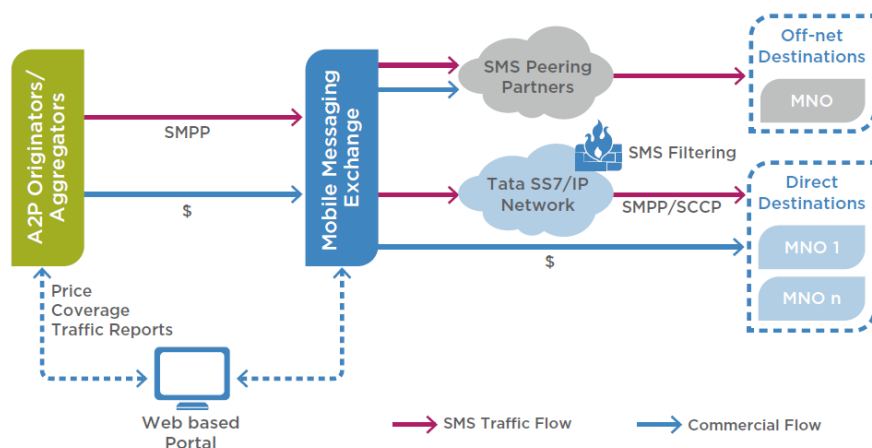 A2P Originators/
Aggregators
SMPP
$
Mobile Messaging
Exchange
SMS Peering
Partners
Off-net
Destinations
MNO
SMS Filtering
Tata SS7/IP
Network
SMPP/SCCP
$
Direct
Destinations
MNO 1
MNO n
Price
Coverage
Traffic Reports
Web based
Portal
SMS Traffic Flow
Commercial Flow